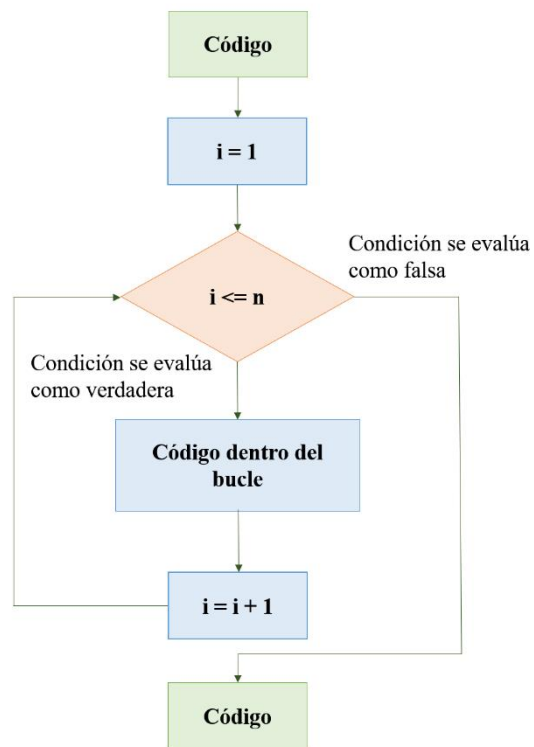 Código
i = 1
Condición se evalúa
como falsa
i <= n
Condición se evalúa
como verdadera
Código dentro del
bucle
i = i + 1
Código